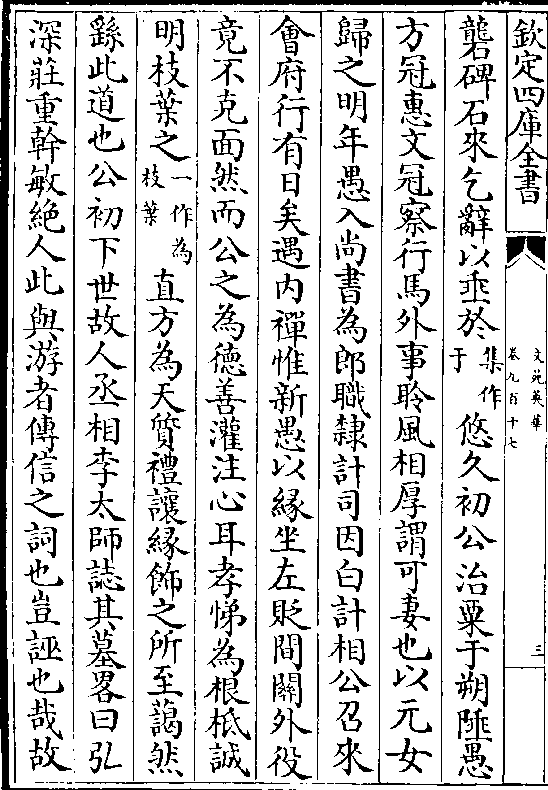 欽定四庫全書
文苑英華
卷九百十七
三
礱碑石來乞辭以垂於集作于悠久初公治粟于朔陲愚
方冠惠文冠察行馬外事聆風相厚謂可妻也以元女
歸之明年愚入尚書為郎職隸計司因白計相公召來
會府行有日矣遇内禪惟新愚以緣坐左貶間關外役
竟不克面然而公之為德善灌注心耳孝悌為根柢誠
明枝葉之一作為枝葉直方為天質禮讓緣飾之所至藹然
繇此道也公初下世故人丞相李太師誌其墓畧曰弘
深莊重幹敏絶人此與游者傳信之詞也豈誣也哉故